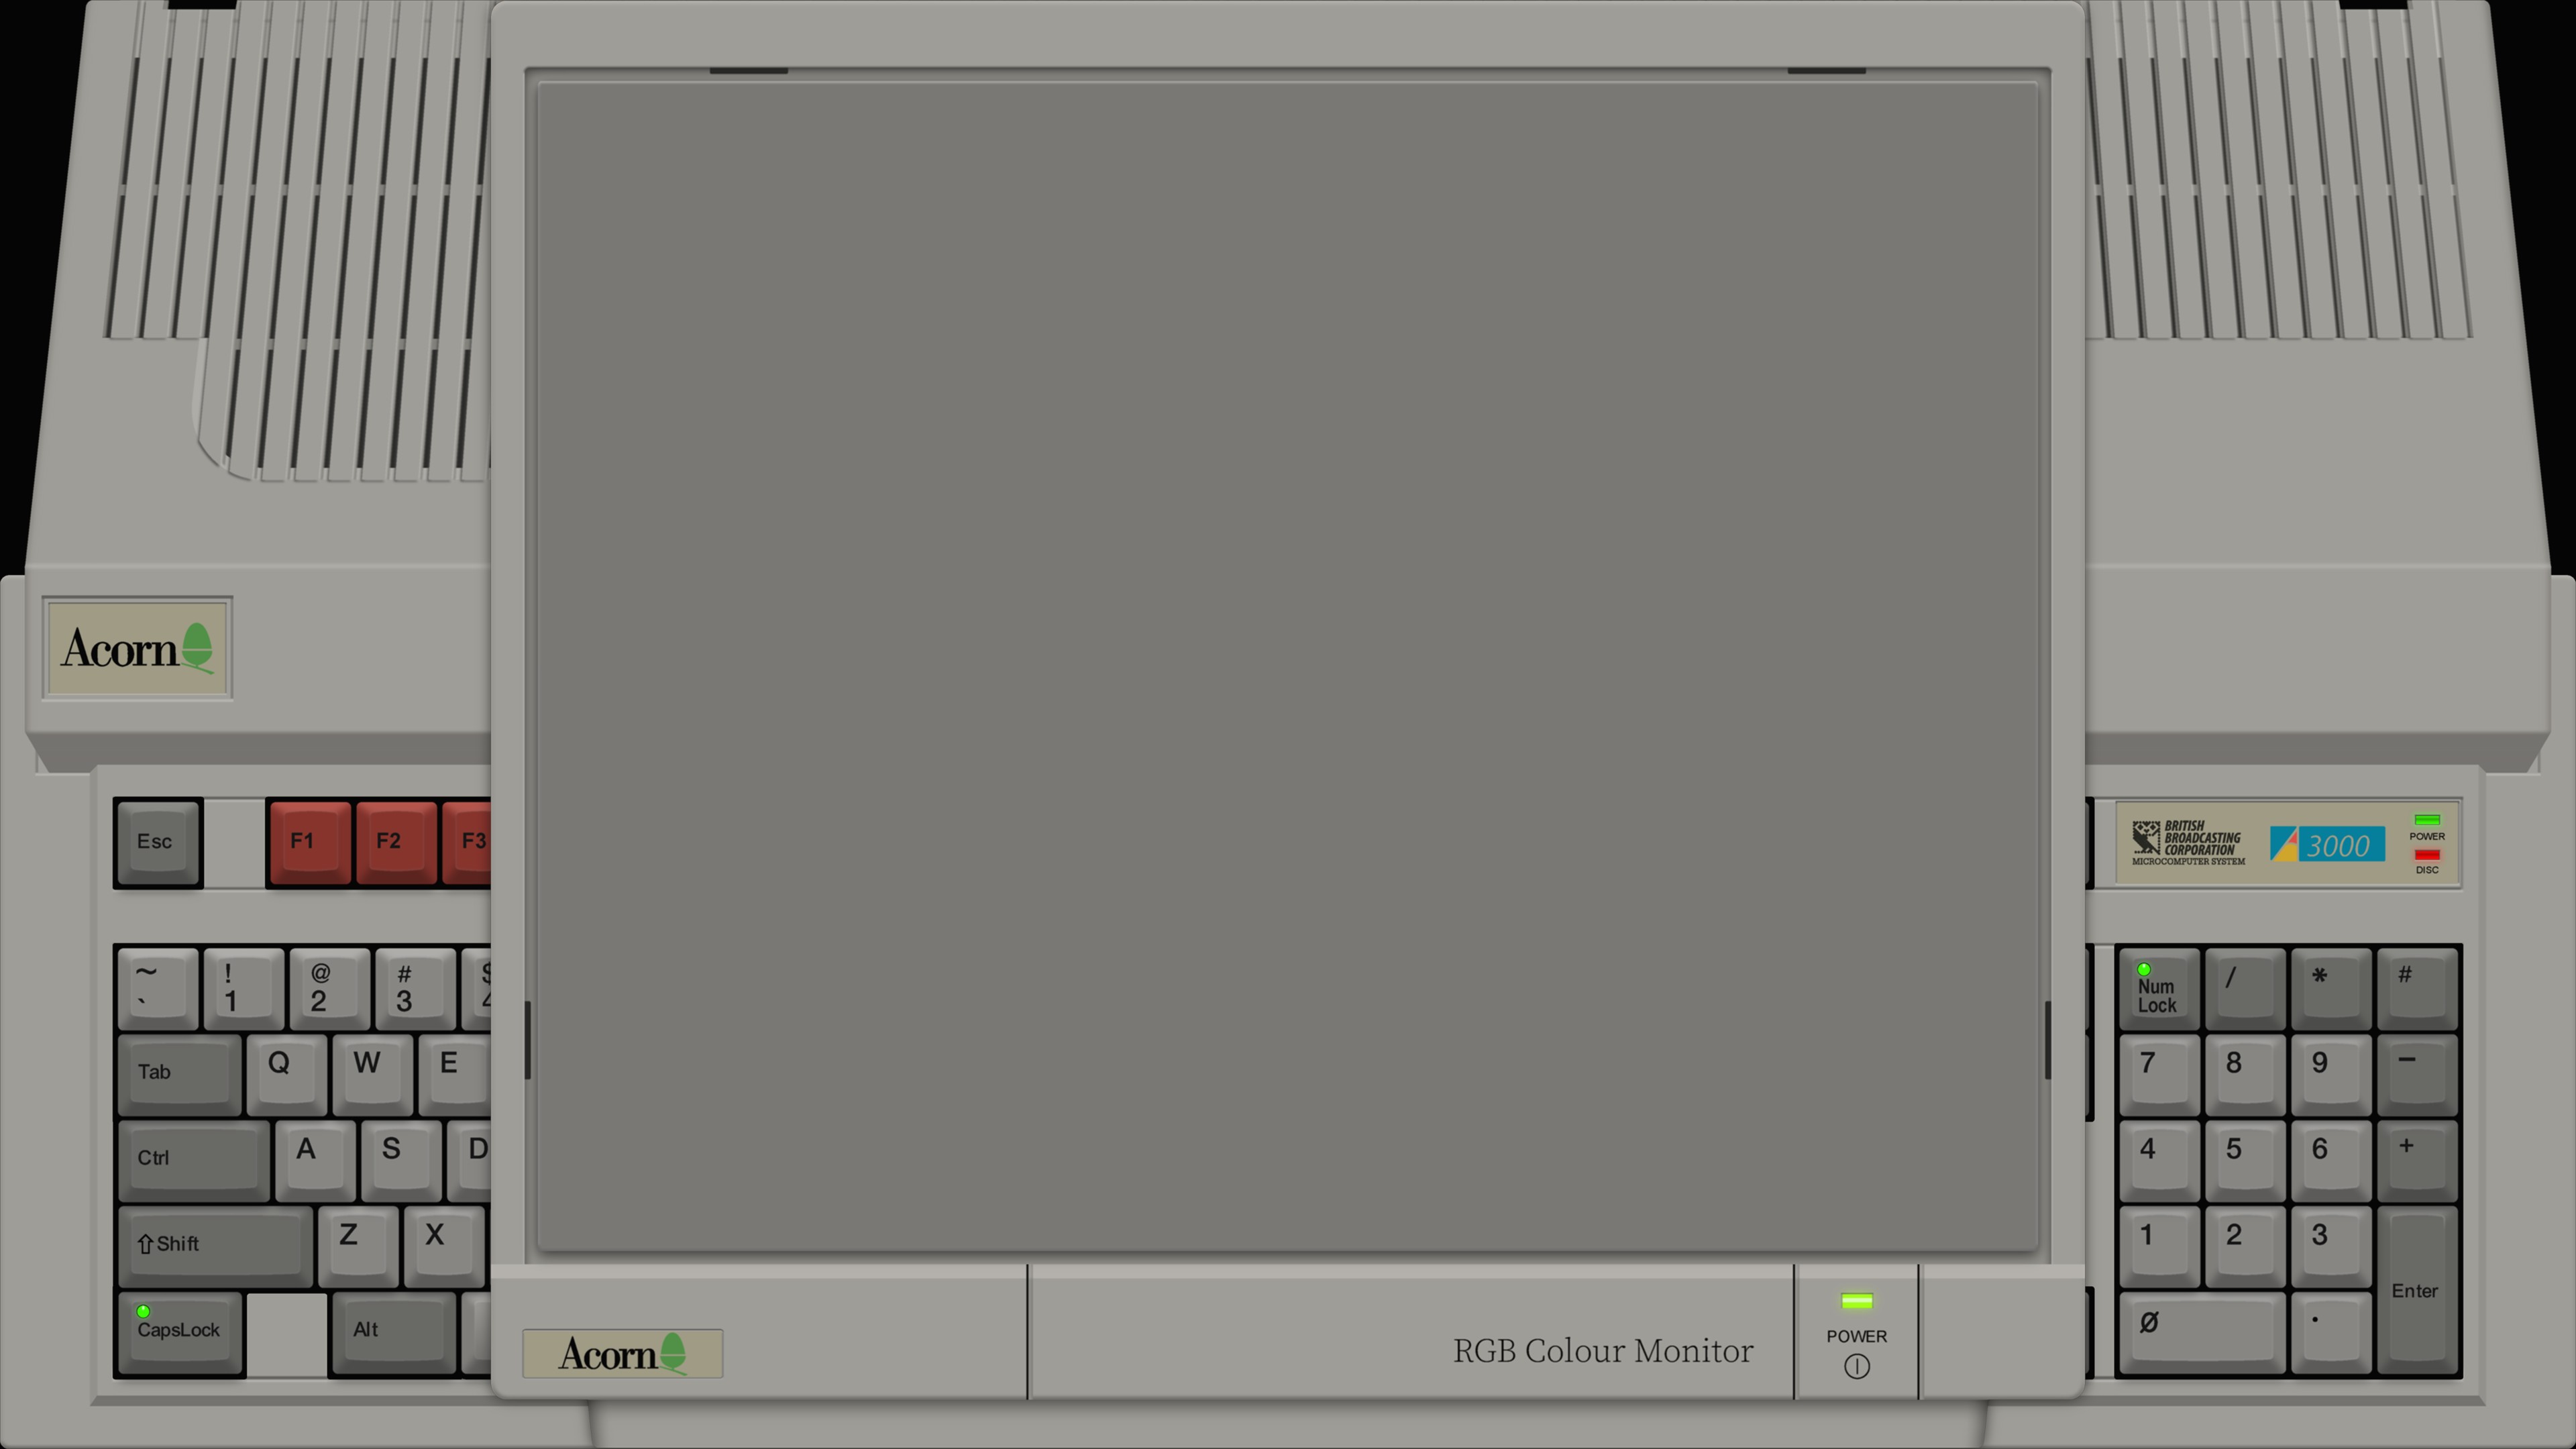 Acorn
Esc F1 F2 F3
BRITISH
BROADCASTING
CORPORATION
MICROCOMPUTER SYSTEM
3000
POWER
DISC
~ ! @ # $
` 1 2 3 4
Tab Q W E
Ctrl A S D
⇧Shift Z X
CapsLock Alt
Num
Lock / * #
7 8 9 −
4 5 6 +
1 2 3
Enter
Ø .
Acorn
RGB Colour Monitor
POWER